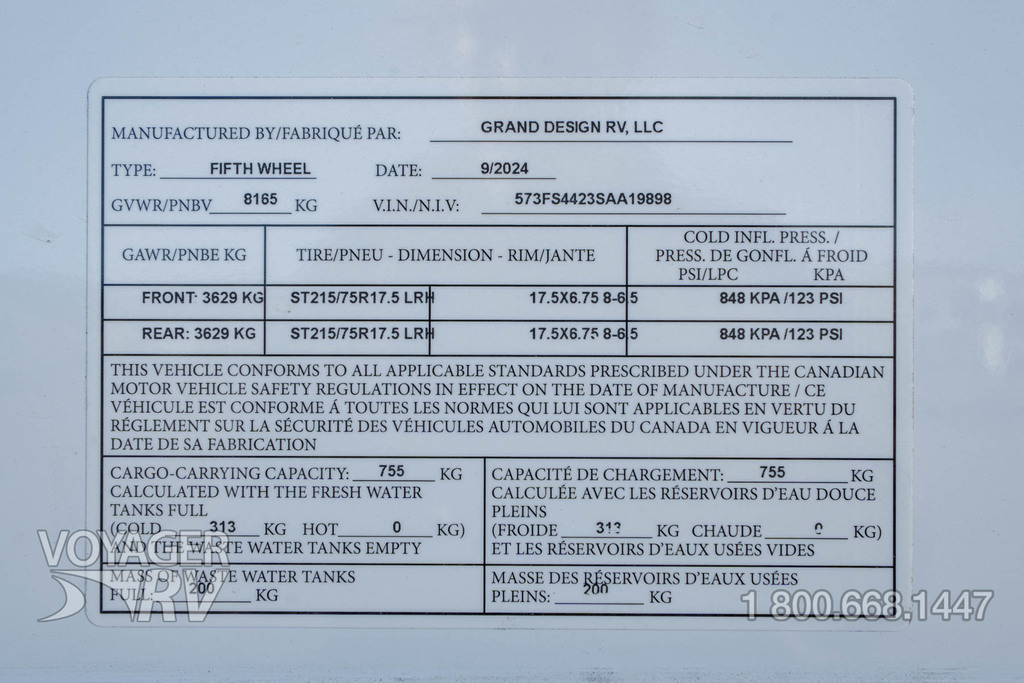 MANUFACTURED BY/FABRIQUÉ PAR: GRAND DESIGN RV, LLC
TYPE: FIFTH WHEEL DATE: 9/2024
GVWR/PNBV 8165 KG V.I.N./N.I.V: 573FS4423SAA19898
GAWR/PNBE KG TIRE/PNEU - DIMENSION - RIM/JANTE
COLD INFL. PRESS. /
PRESS. DE GONFL. Á FROID
PSI/LPC KPA
FRONT: 3629 KG ST215/75R17.5 LRH 17.5X6.75 8-6.5 848 KPA /123 PSI
REAR: 3629 KG ST215/75R17.5 LRH 17.5X6.75 8-6.5 848 KPA /123 PSI
THIS VEHICLE CONFORMS TO ALL APPLICABLE STANDARDS PRESCRIBED UNDER THE CANADIAN
MOTOR VEHICLE SAFETY REGULATIONS IN EFFECT ON THE DATE OF MANUFACTURE / CE
VÉHICULE EST CONFORME Á TOUTES LES NORMES QUI LUI SONT APPLICABLES EN VERTU DU
RÉGLEMENT SUR LA SÉCURITÉ DES VÉHICULES AUTOMOBILES DU CANADA EN VIGUEUR Á LA
DATE DE SA FABRICATION
CARGO-CARRYING CAPACITY: 755 KG
CALCULATED WITH THE FRESH WATER
TANKS FULL
(COLD 313 KG HOT 0 KG)
AND THE WASTE WATER TANKS EMPTY
CAPACITÉ DE CHARGEMENT: 755 KG
CALCULÉE AVEC LES RÉSERVOIRS D'EAU DOUCE
PLEINS
(FROIDE 313 KG CHAUDE 0 KG)
ET LES RÉSERVOIRS D'EAUX USÉES VIDES
MASS OF WASTE WATER TANKS
FULL: 200 KG
MASSE DES RÉSERVOIRS D'EAUX USÉES
PLEINS: 200 KG
VOYAGER
RV
1 800.668.1447